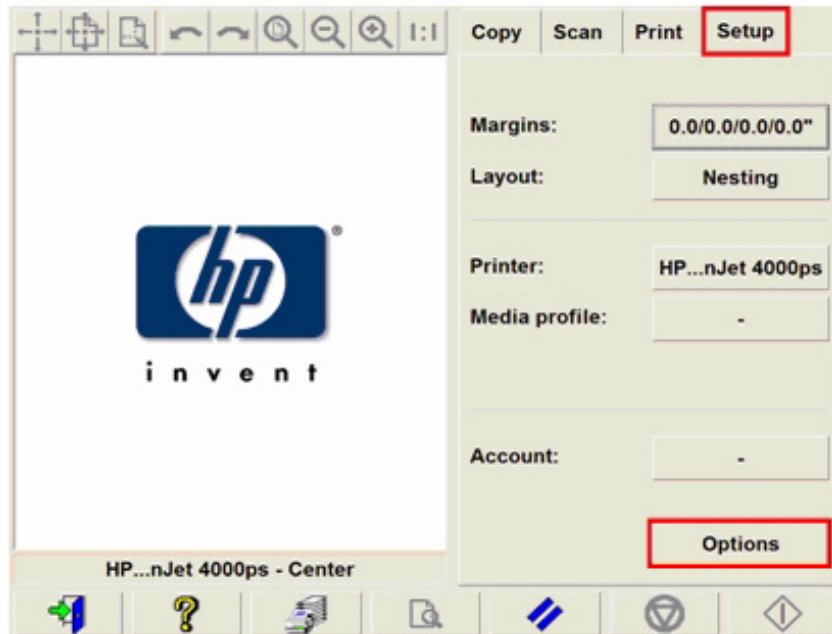 1:1
Copy
Scan
Print
Setup
Margins:
0.0/0.0/0.0/0.0"
Layout:
Nesting
Printer:
HP...nJet 4000ps
Media profile:
-
Account:
-
Options
hp
®
invent
HP...nJet 4000ps - Center